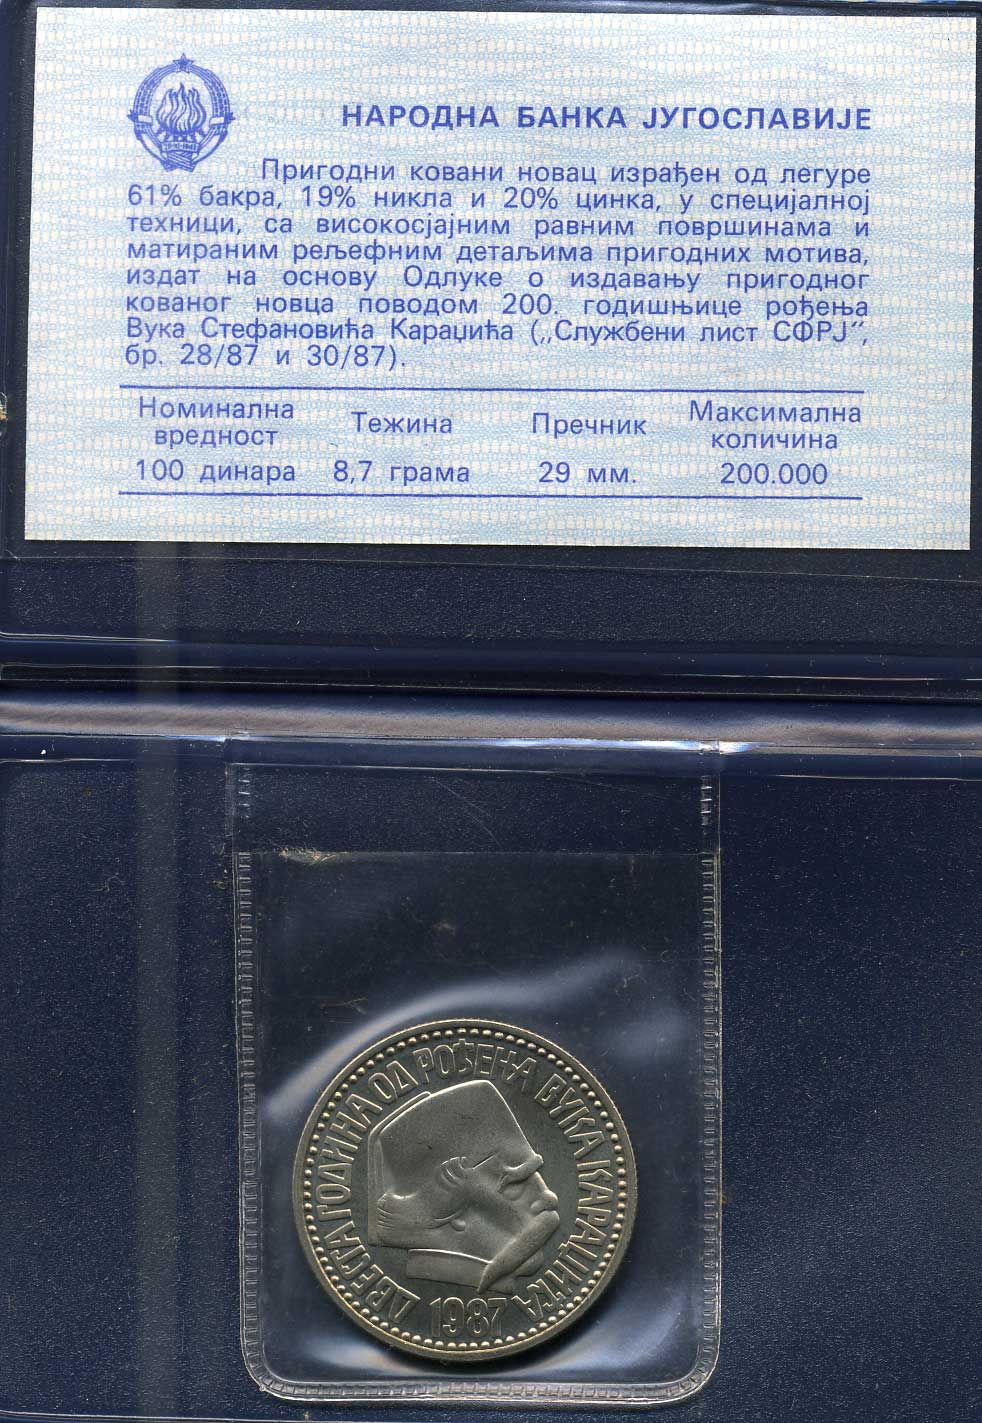 НАРОДНА БАНКА ЈУГОСЛАВИЈЕ
Пригодни ковани новац израђен од легуре
61% бакра, 19% никла и 20% цинка, у специјалној
техници, са високосјајним равним површинама и
матираним рељефним детаљима пригодних мотива,
издат на основу Одлуке о издавању пригодног
кованог новца поводом 200. годишњице рођења
Вука Стефановића Караџића („Службени лист СФРЈ”,
бр. 28/87 и 30/87).
Номинална вредност Тежина Пречник Максимална количина
100 динара 8,7 грама 29 мм. 200.000
ДВЕСТА ГОДИНА ОД РОЂЕЊА ВУКА КАРАЏИЋА
1987